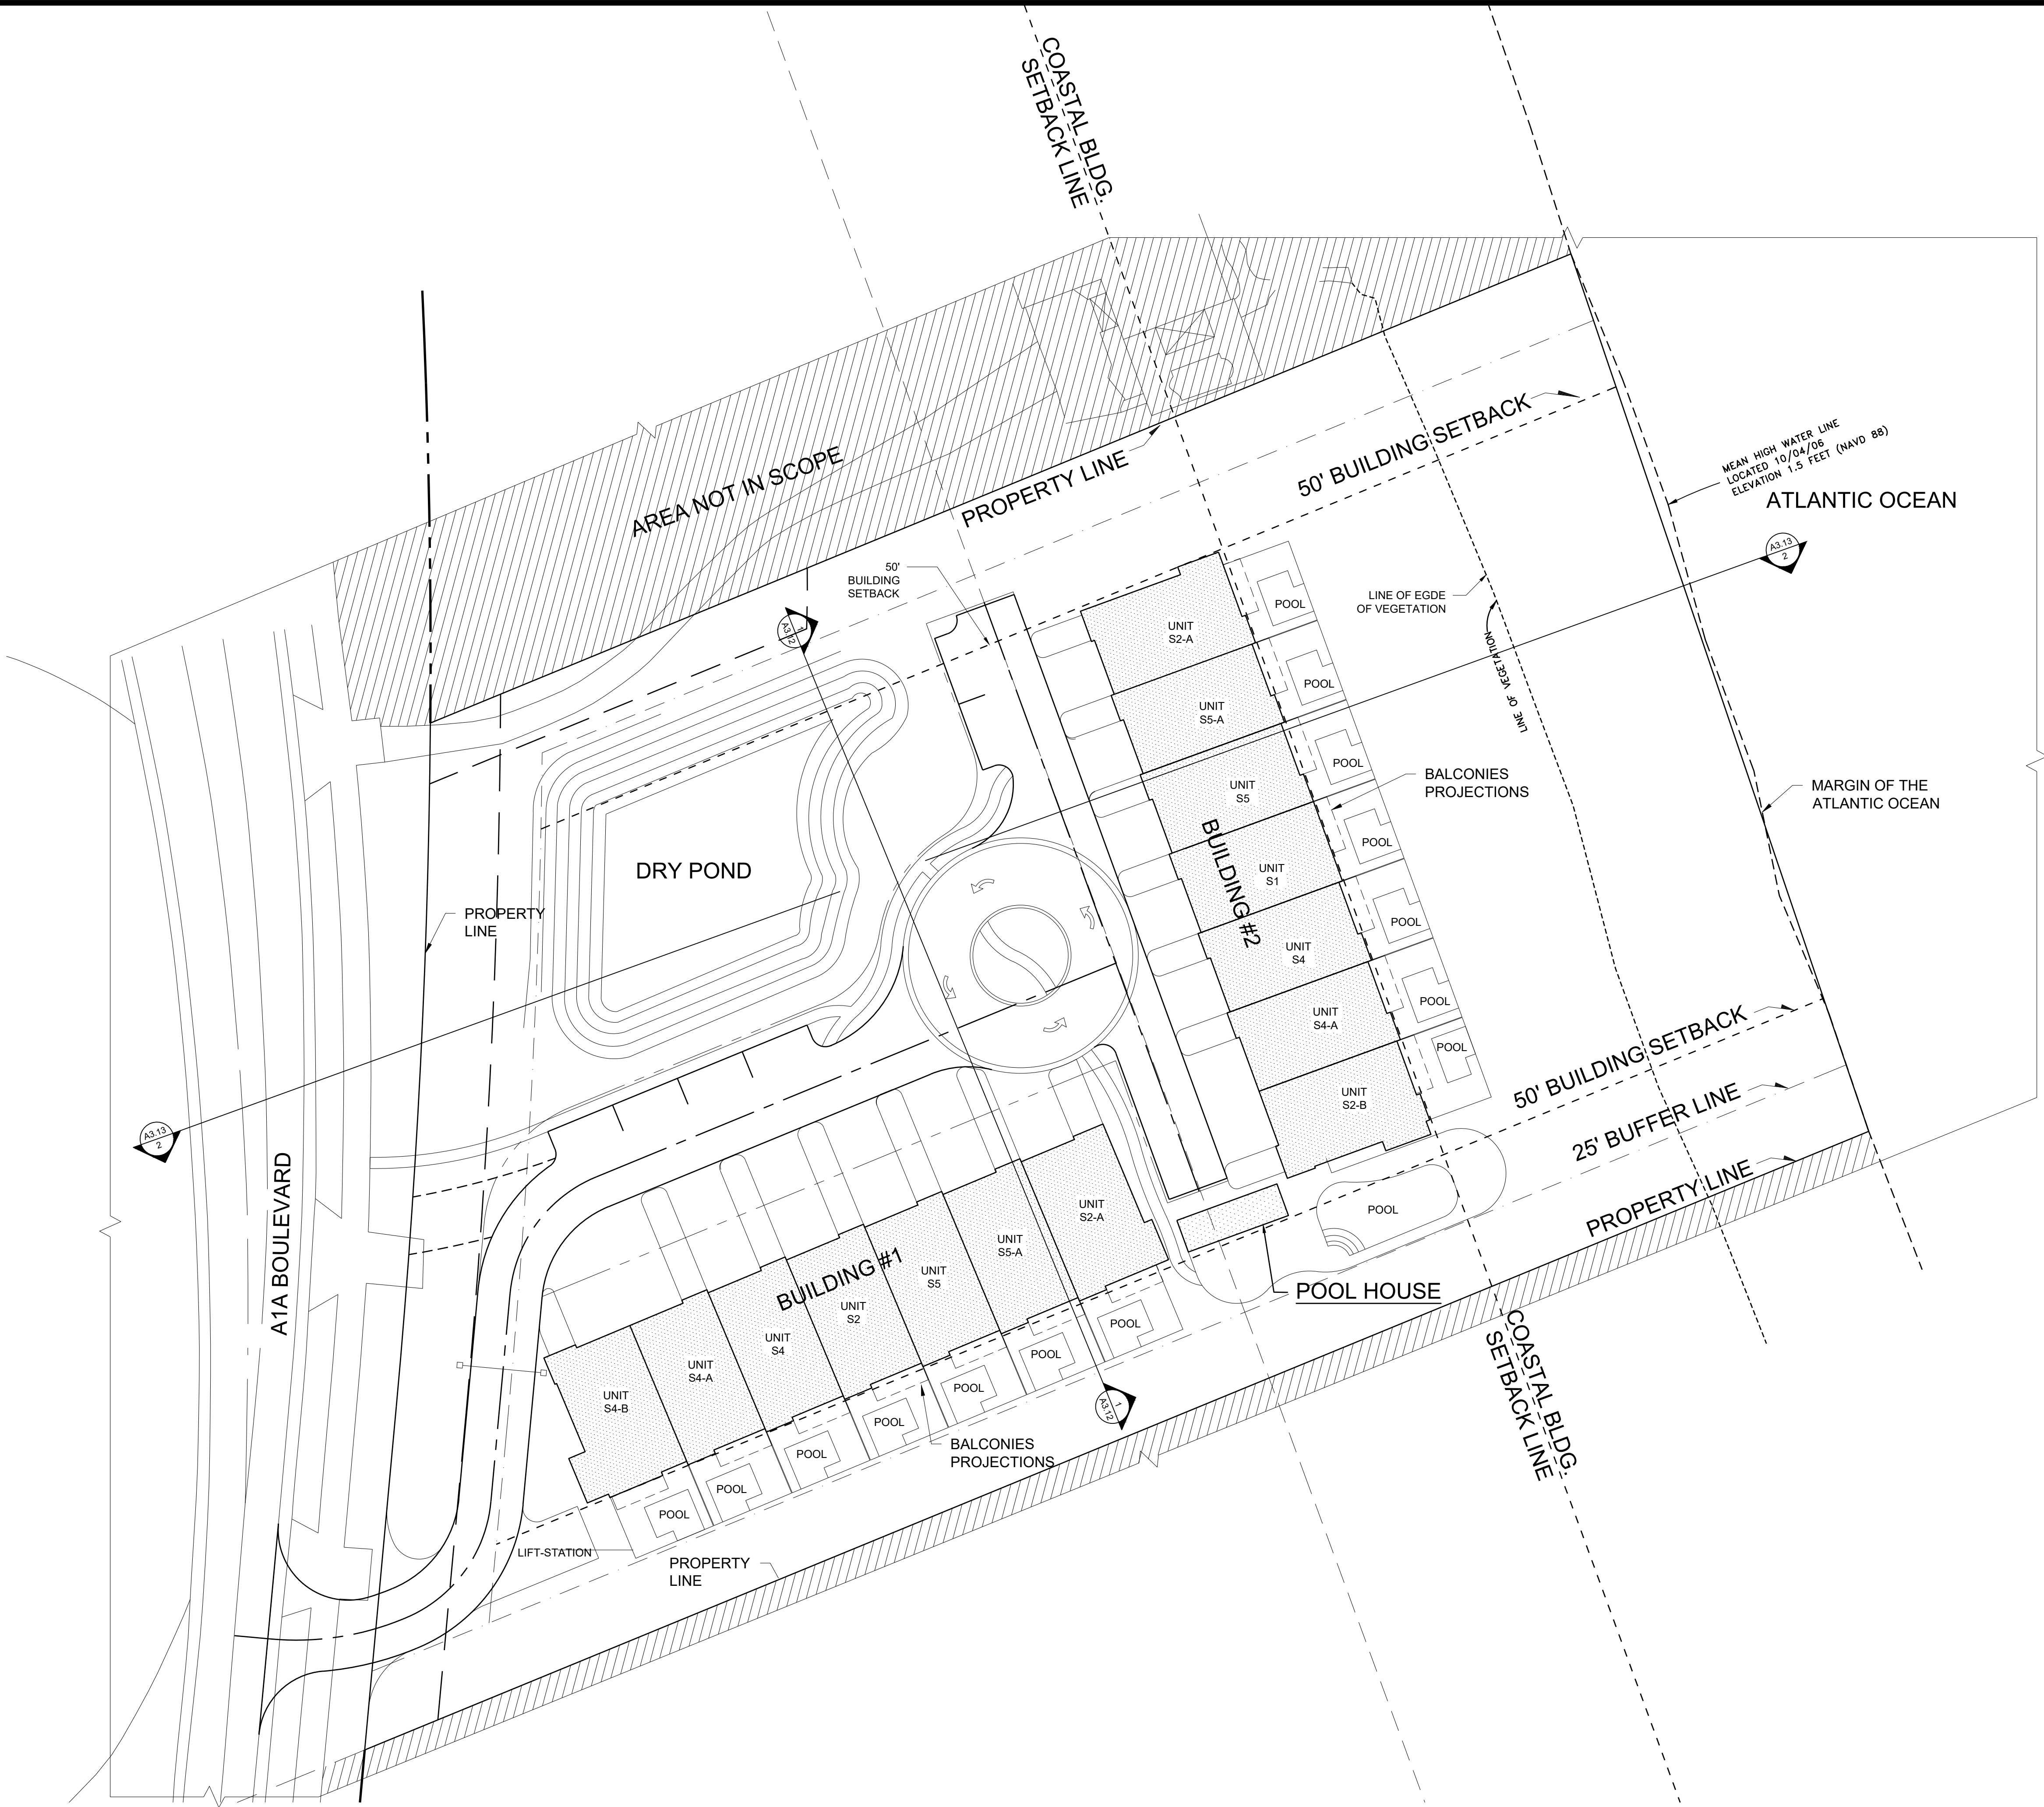 COASTAL BLDG.
SETBACK LINE
AREA NOT IN SCOPE
PROPERTY LINE
50' BUILDING SETBACK
MEAN HIGH WATER LINE
LOCATED 10/04/06
ELEVATION 1.5 FEET (NAVD 88)
ATLANTIC OCEAN
A3.13
2
50'
BUILDING
SETBACK
1
A3.12
LINE OF EGDE
OF VEGETATION
LINE OF VEGETATION
UNIT
S2-A
POOL
UNIT
S5-A
POOL
UNIT
S5
POOL
UNIT
S1
POOL
UNIT
S4
POOL
UNIT
S4-A
POOL
UNIT
S2-B
POOL
BUILDING #2
BALCONIES
PROJECTIONS
MARGIN OF THE
ATLANTIC OCEAN
DRY POND
PROPERTY
LINE
A3.13
2
A1A BOULEVARD
50' BUILDING SETBACK
25' BUFFER LINE
PROPERTY LINE
POOL
POOL HOUSE
BUILDING #1
UNIT
S2-A
UNIT
S5-A
UNIT
S5
UNIT
S2
UNIT
S4
UNIT
S4-A
UNIT
S4-B
POOL
POOL
POOL
POOL
POOL
POOL
POOL
1
A3.12
BALCONIES
PROJECTIONS
LIFT-STATION
PROPERTY
LINE
COASTAL BLDG.
SETBACK LINE